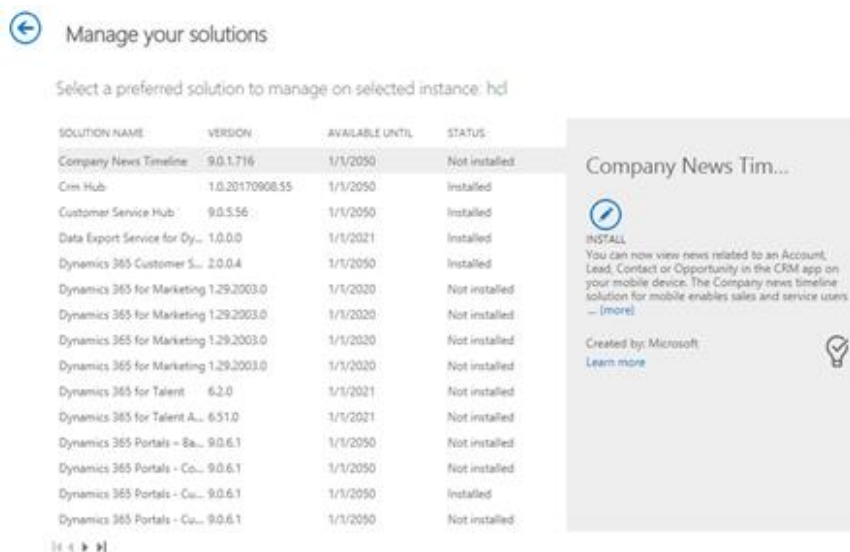 Manage your solutions
Select a preferred solution to manage on selected instance: hcl
SOLUTION NAME VERSION AVAILABLE UNTIL STATUS
Company News Timeline 9.0.1.716 1/1/2050 Not installed
Crm Hub 1.0.20170908.55 1/1/2050 Installed
Customer Service Hub 9.0.5.56 1/1/2050 Installed
Data Export Service for Dy... 1.0.0.0 1/1/2021 Installed
Dynamics 365 Customer S... 2.0.0.4 1/1/2050 Installed
Dynamics 365 for Marketing 1.29.2003.0 1/1/2020 Not installed
Dynamics 365 for Marketing 1.29.2003.0 1/1/2020 Not installed
Dynamics 365 for Marketing 1.29.2003.0 1/1/2020 Not installed
Dynamics 365 for Marketing 1.29.2003.0 1/1/2020 Not installed
Dynamics 365 for Talent 6.2.0 1/1/2021 Not installed
Dynamics 365 for Talent A... 6.51.0 1/1/2021 Not installed
Dynamics 365 Portals – Ba... 9.0.6.1 1/1/2050 Not installed
Dynamics 365 Portals - Co... 9.0.6.1 1/1/2050 Not installed
Dynamics 365 Portals - Cu... 9.0.6.1 1/1/2050 Installed
Dynamics 365 Portals - Cu... 9.0.6.1 1/1/2050 Not installed
Company News Tim...
INSTALL
You can now view news related to an Account,
Lead, Contact or Opportunity in the CRM app on
your mobile device. The Company news timeline
solution for mobile enables sales and service users
... (more)
Created by: Microsoft
Learn more